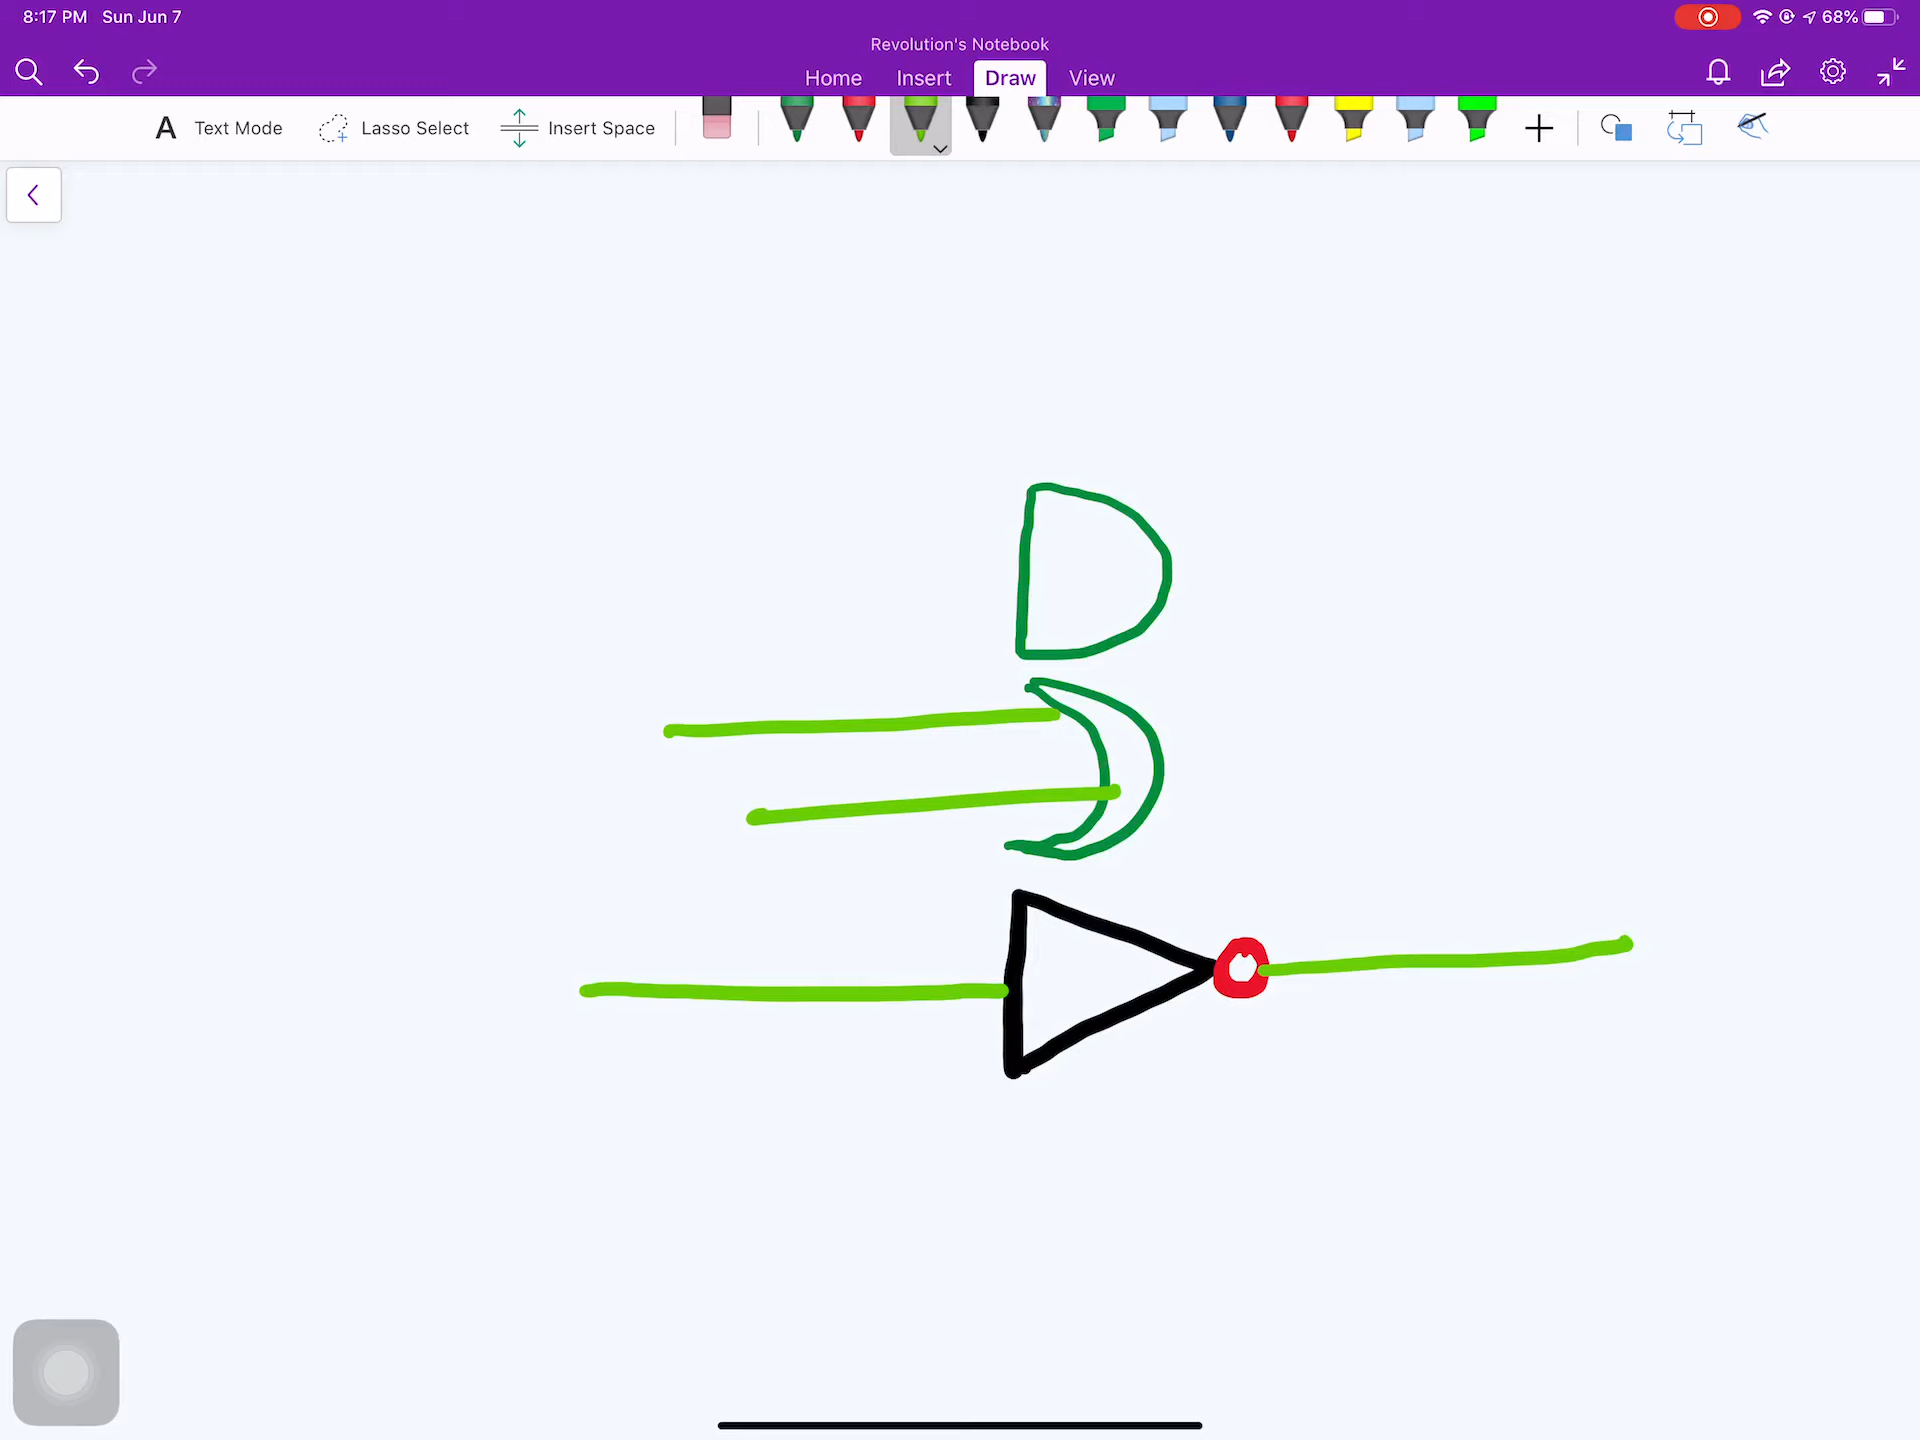 8:17 PM Sun Jun 7
68%
Revolution's Notebook
Home Insert Draw View
A Text Mode Lasso Select Insert Space